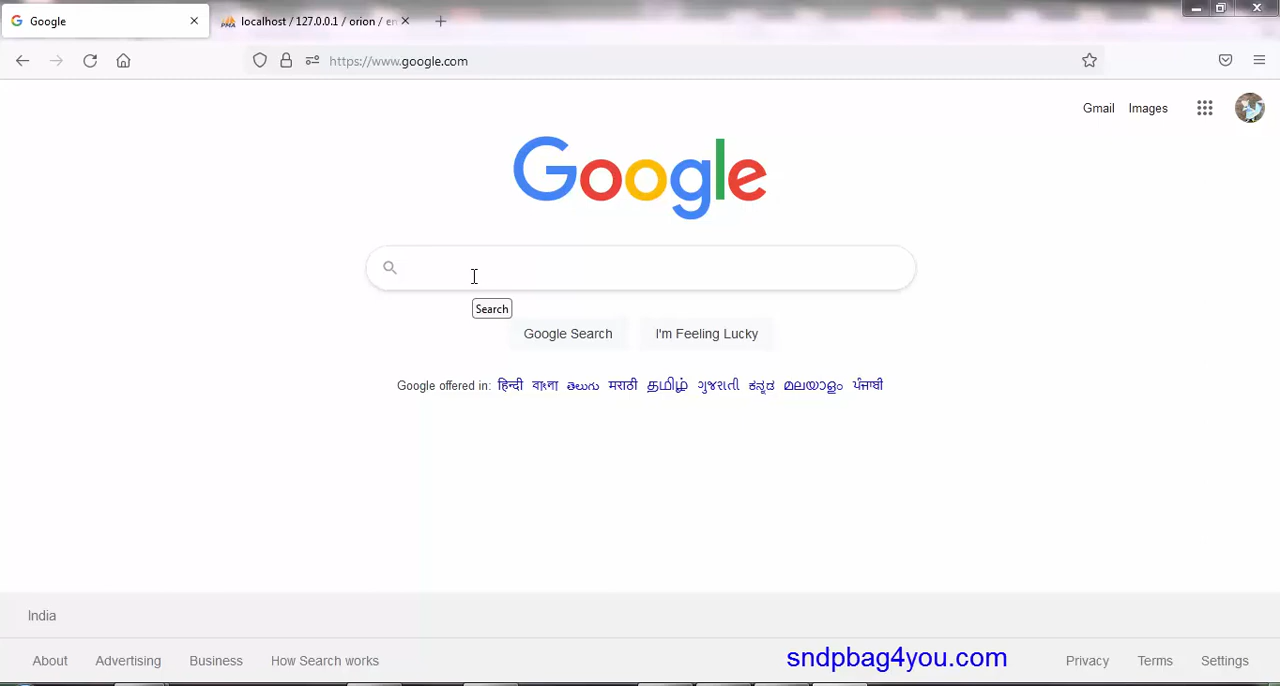 Google
localhost / 127.0.0.1 / orion / en
https://www.google.com
Gmail Images
Google
Search
Google Search I'm Feeling Lucky
Google offered in: हिन्दी বাংলা తెలుగు मराठी தமிழ் ગુજરાતી ಕನ್ನಡ മലയാളം ਪੰਜਾਬੀ
India
About Advertising Business How Search works sndpbag4you.com Privacy Terms Settings